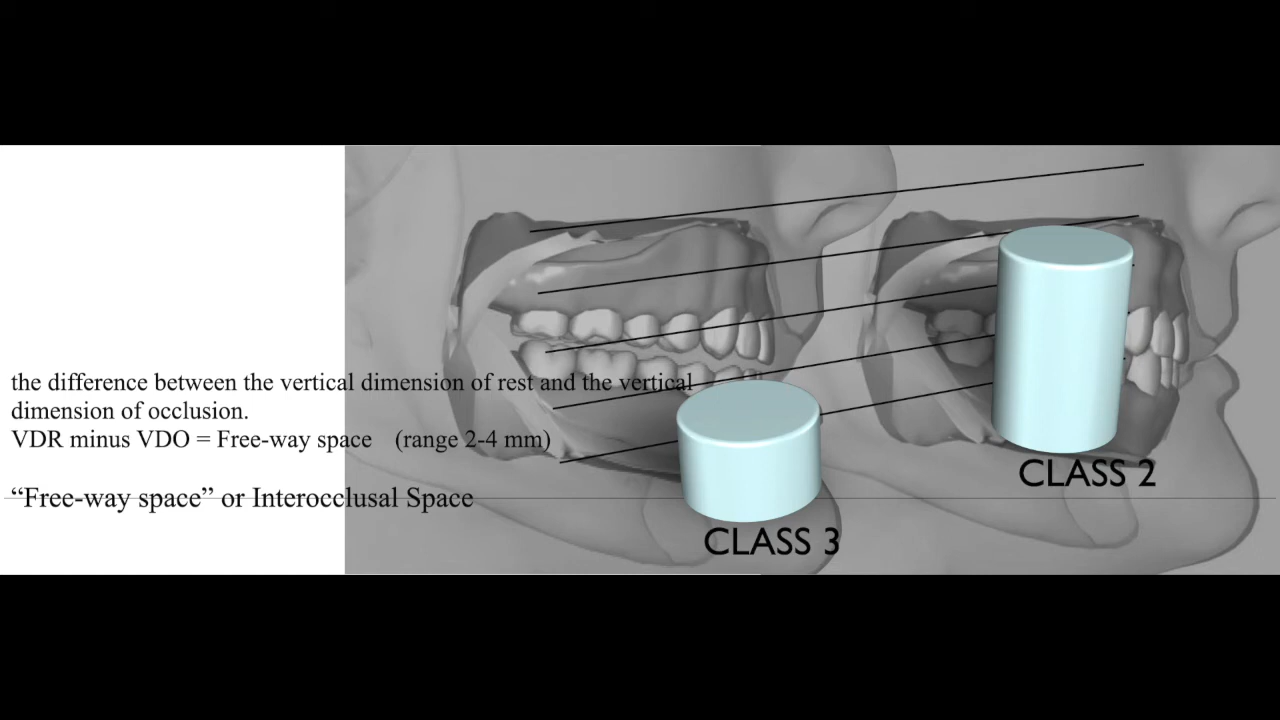 the difference between the vertical dimension of rest and the vertical
dimension of occlusion.
VDR minus VDO = Free-way space (range 2-4 mm)
“Free-way space” or Interocclusal Space
CLASS 3
CLASS 2